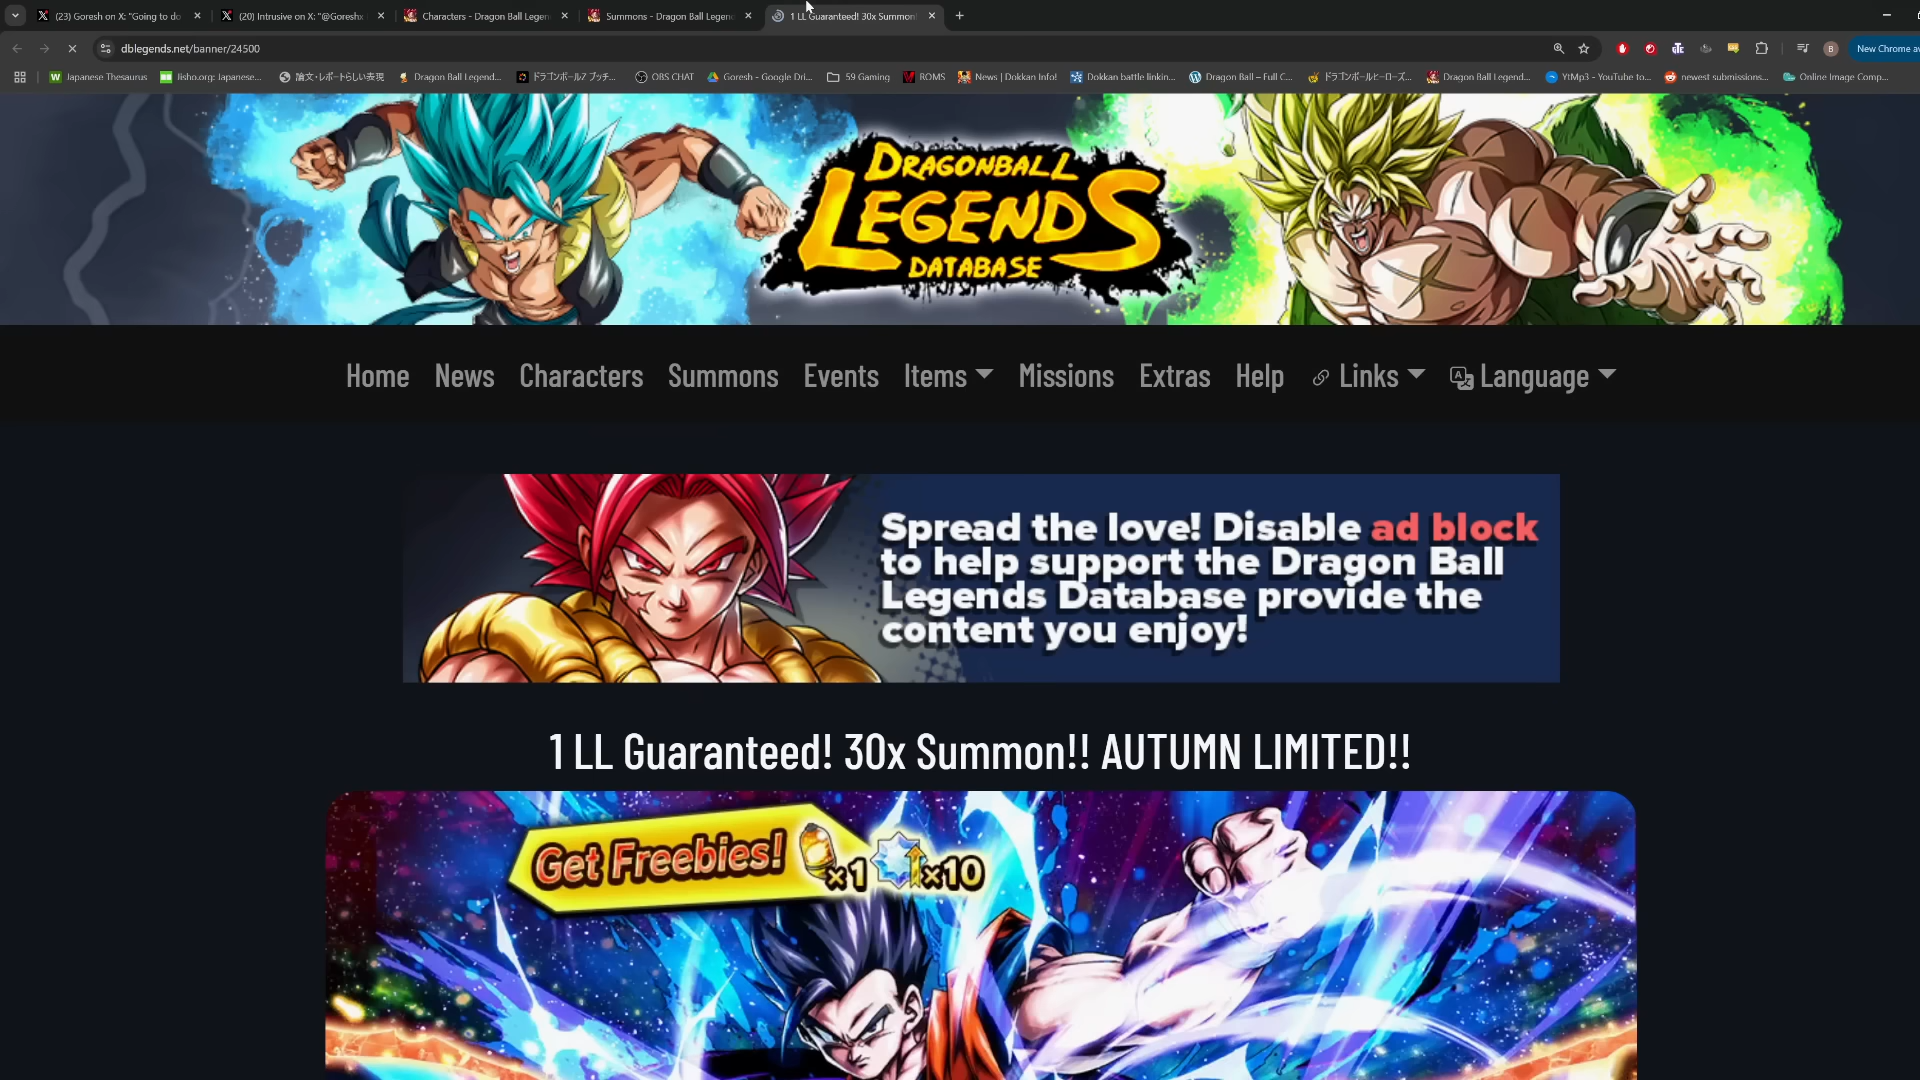 (23) Goresh on X: "Going to do
(20) Intrusive on X: "@Goresh
Characters - Dragon Ball Legen
Summons - Dragon Ball Legend
1 LL Guaranteed! 30x Summon!
dblegends.net/banner/24500
New Chrome av
Japanese Thesaurus
Jisho.org: Japanese...
論文・レポートらしい表現
Dragon Ball Legend...
ドラゴンボールZ ブッチ...
OBS CHAT
Goresh - Google Dri...
59 Gaming
ROMS
News | Dokkan Info!
Dokkan battle linkin...
Dragon Ball – Full C...
ドラゴンボールヒーローズ...
Dragon Ball Legend...
YtMp3 - YouTube to...
newest submissions...
Online Image Comp...
DRAGONBALL
LEGENDS
DATABASE
Home
News
Characters
Summons
Events
Items
Missions
Extras
Help
Links
Language
Spread the love! Disable ad block
to help support the Dragon Ball
Legends Database provide the
content you enjoy!
1 LL Guaranteed! 30x Summon!! AUTUMN LIMITED!!
Get Freebies! ×1 ×10